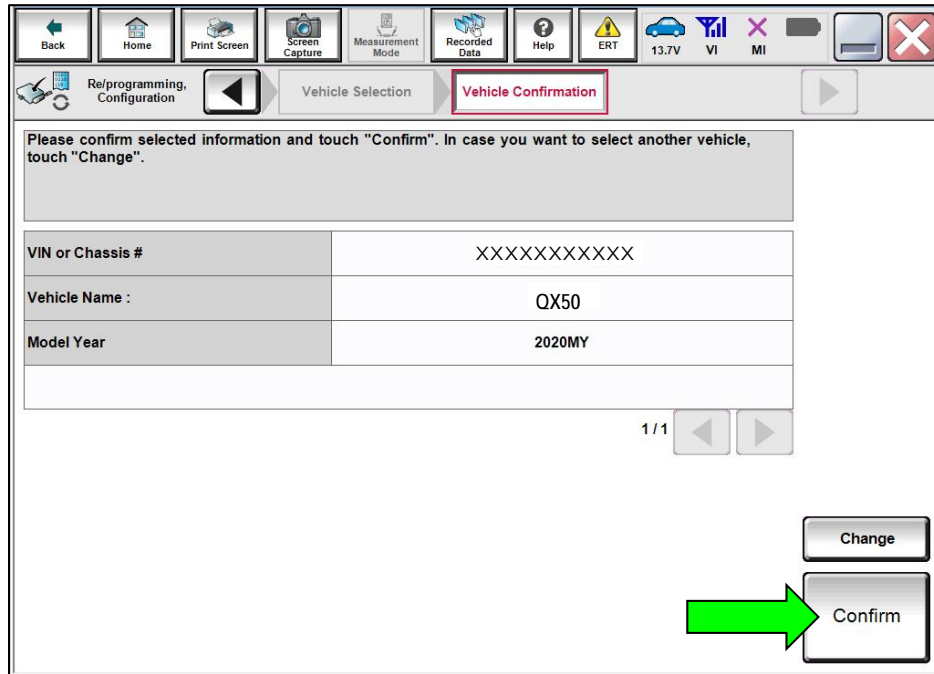 Back
Home
Print Screen
Screen
Capture
Measurement
Mode
Recorded
Data
Help
ERT
13.7V
VI
MI
Re/programming,
Configuration
Vehicle Selection
Vehicle Confirmation
Please confirm selected information and touch "Confirm". In case you want to select another vehicle,
touch "Change".
VIN or Chassis #
XXXXXXXXXXX
Vehicle Name :
QX50
Model Year
2020MY
1/1
Change
Confirm